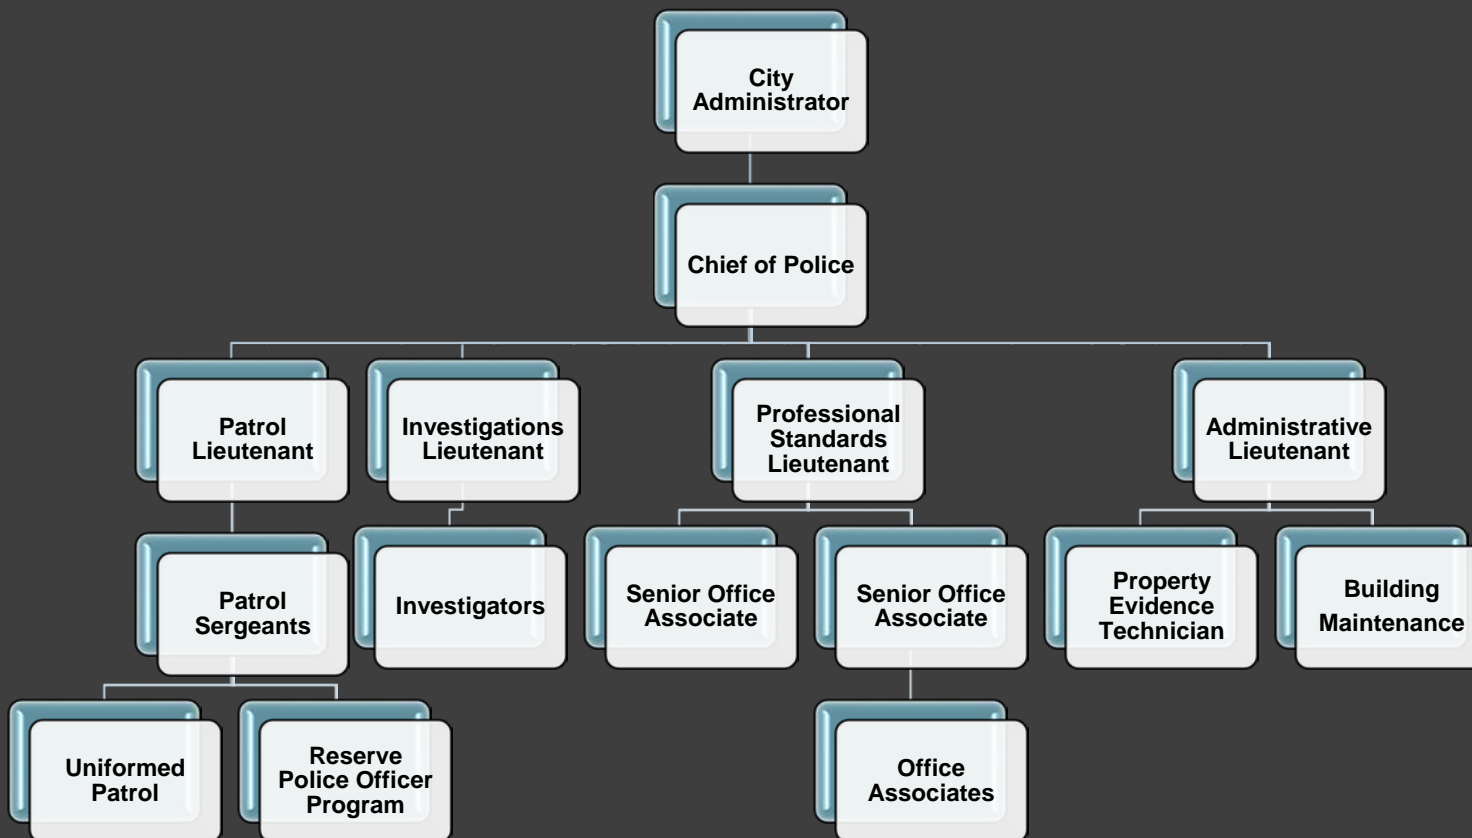 City
Administrator
Chief of Police
Patrol
Lieutenant
Investigations
Lieutenant
Professional
Standards
Lieutenant
Administrative
Lieutenant
Patrol
Sergeants
Investigators
Senior Office
Associate
Senior Office
Associate
Property
Evidence
Technician
Building
Maintenance
Uniformed
Patrol
Reserve
Police Officer
Program
Office
Associates